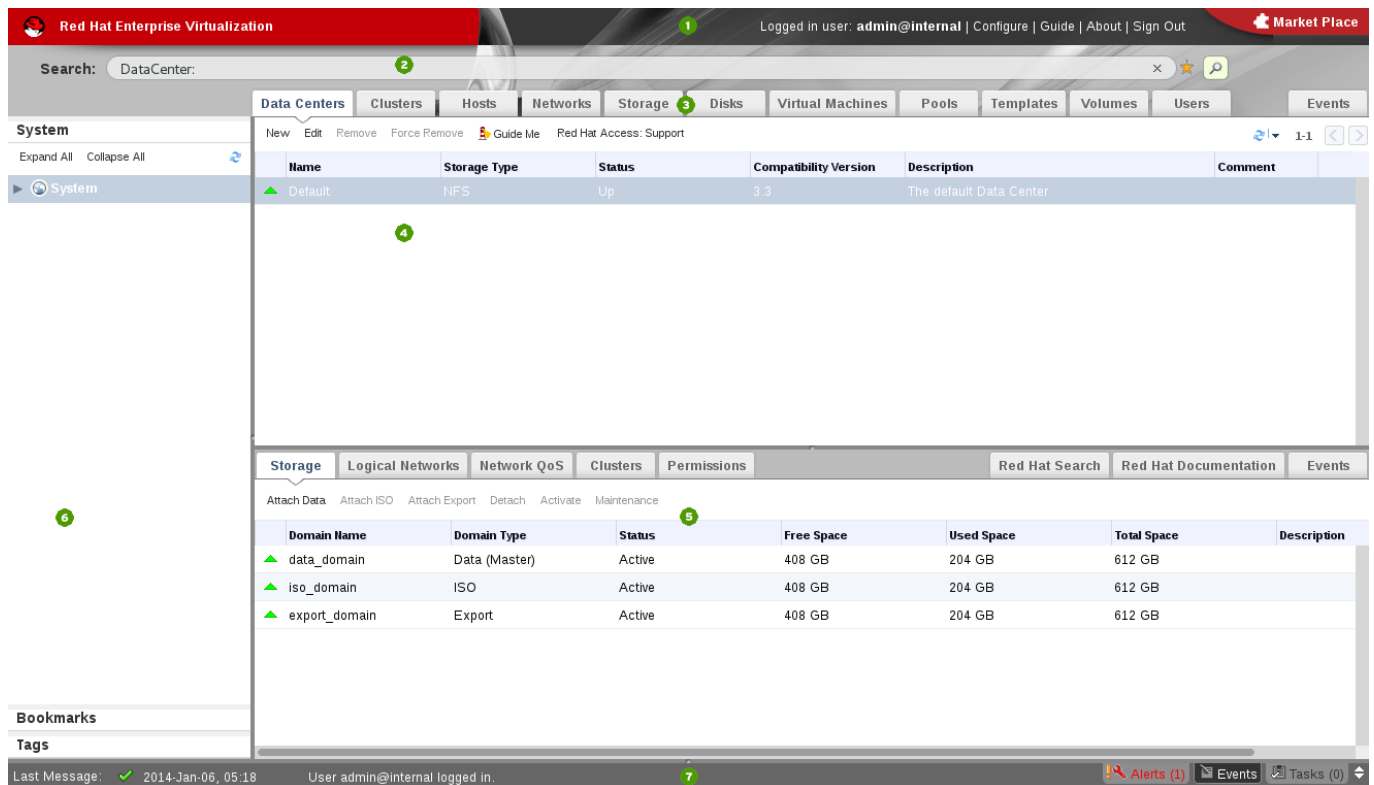 Red Hat Enterprise Virtualization 1 Logged in user: admin@internal | Configure | Guide | About | Sign Out Market Place
Search: DataCenter: 2
Data Centers Clusters Hosts Networks Storage 3 Disks Virtual Machines Pools Templates Volumes Users Events
System
New Edit Remove Force Remove Guide Me Red Hat Access: Support 1-1
Expand All Collapse All
Name Storage Type Status Compatibility Version Description Comment
System
Default NFS Up 3.3 The default Data Center
4
Storage Logical Networks Network QoS Clusters Permissions Red Hat Search Red Hat Documentation Events
Attach Data Attach ISO Attach Export Detach Activate Maintenance
5
6
Domain Name Domain Type Status Free Space Used Space Total Space Description
data_domain Data (Master) Active 408 GB 204 GB 612 GB
iso_domain ISO Active 408 GB 204 GB 612 GB
export_domain Export Active 408 GB 204 GB 612 GB
Bookmarks
Tags
Last Message: 2014-Jan-06, 05:18 User admin@internal logged in. 7 Alerts (1) Events Tasks (0)